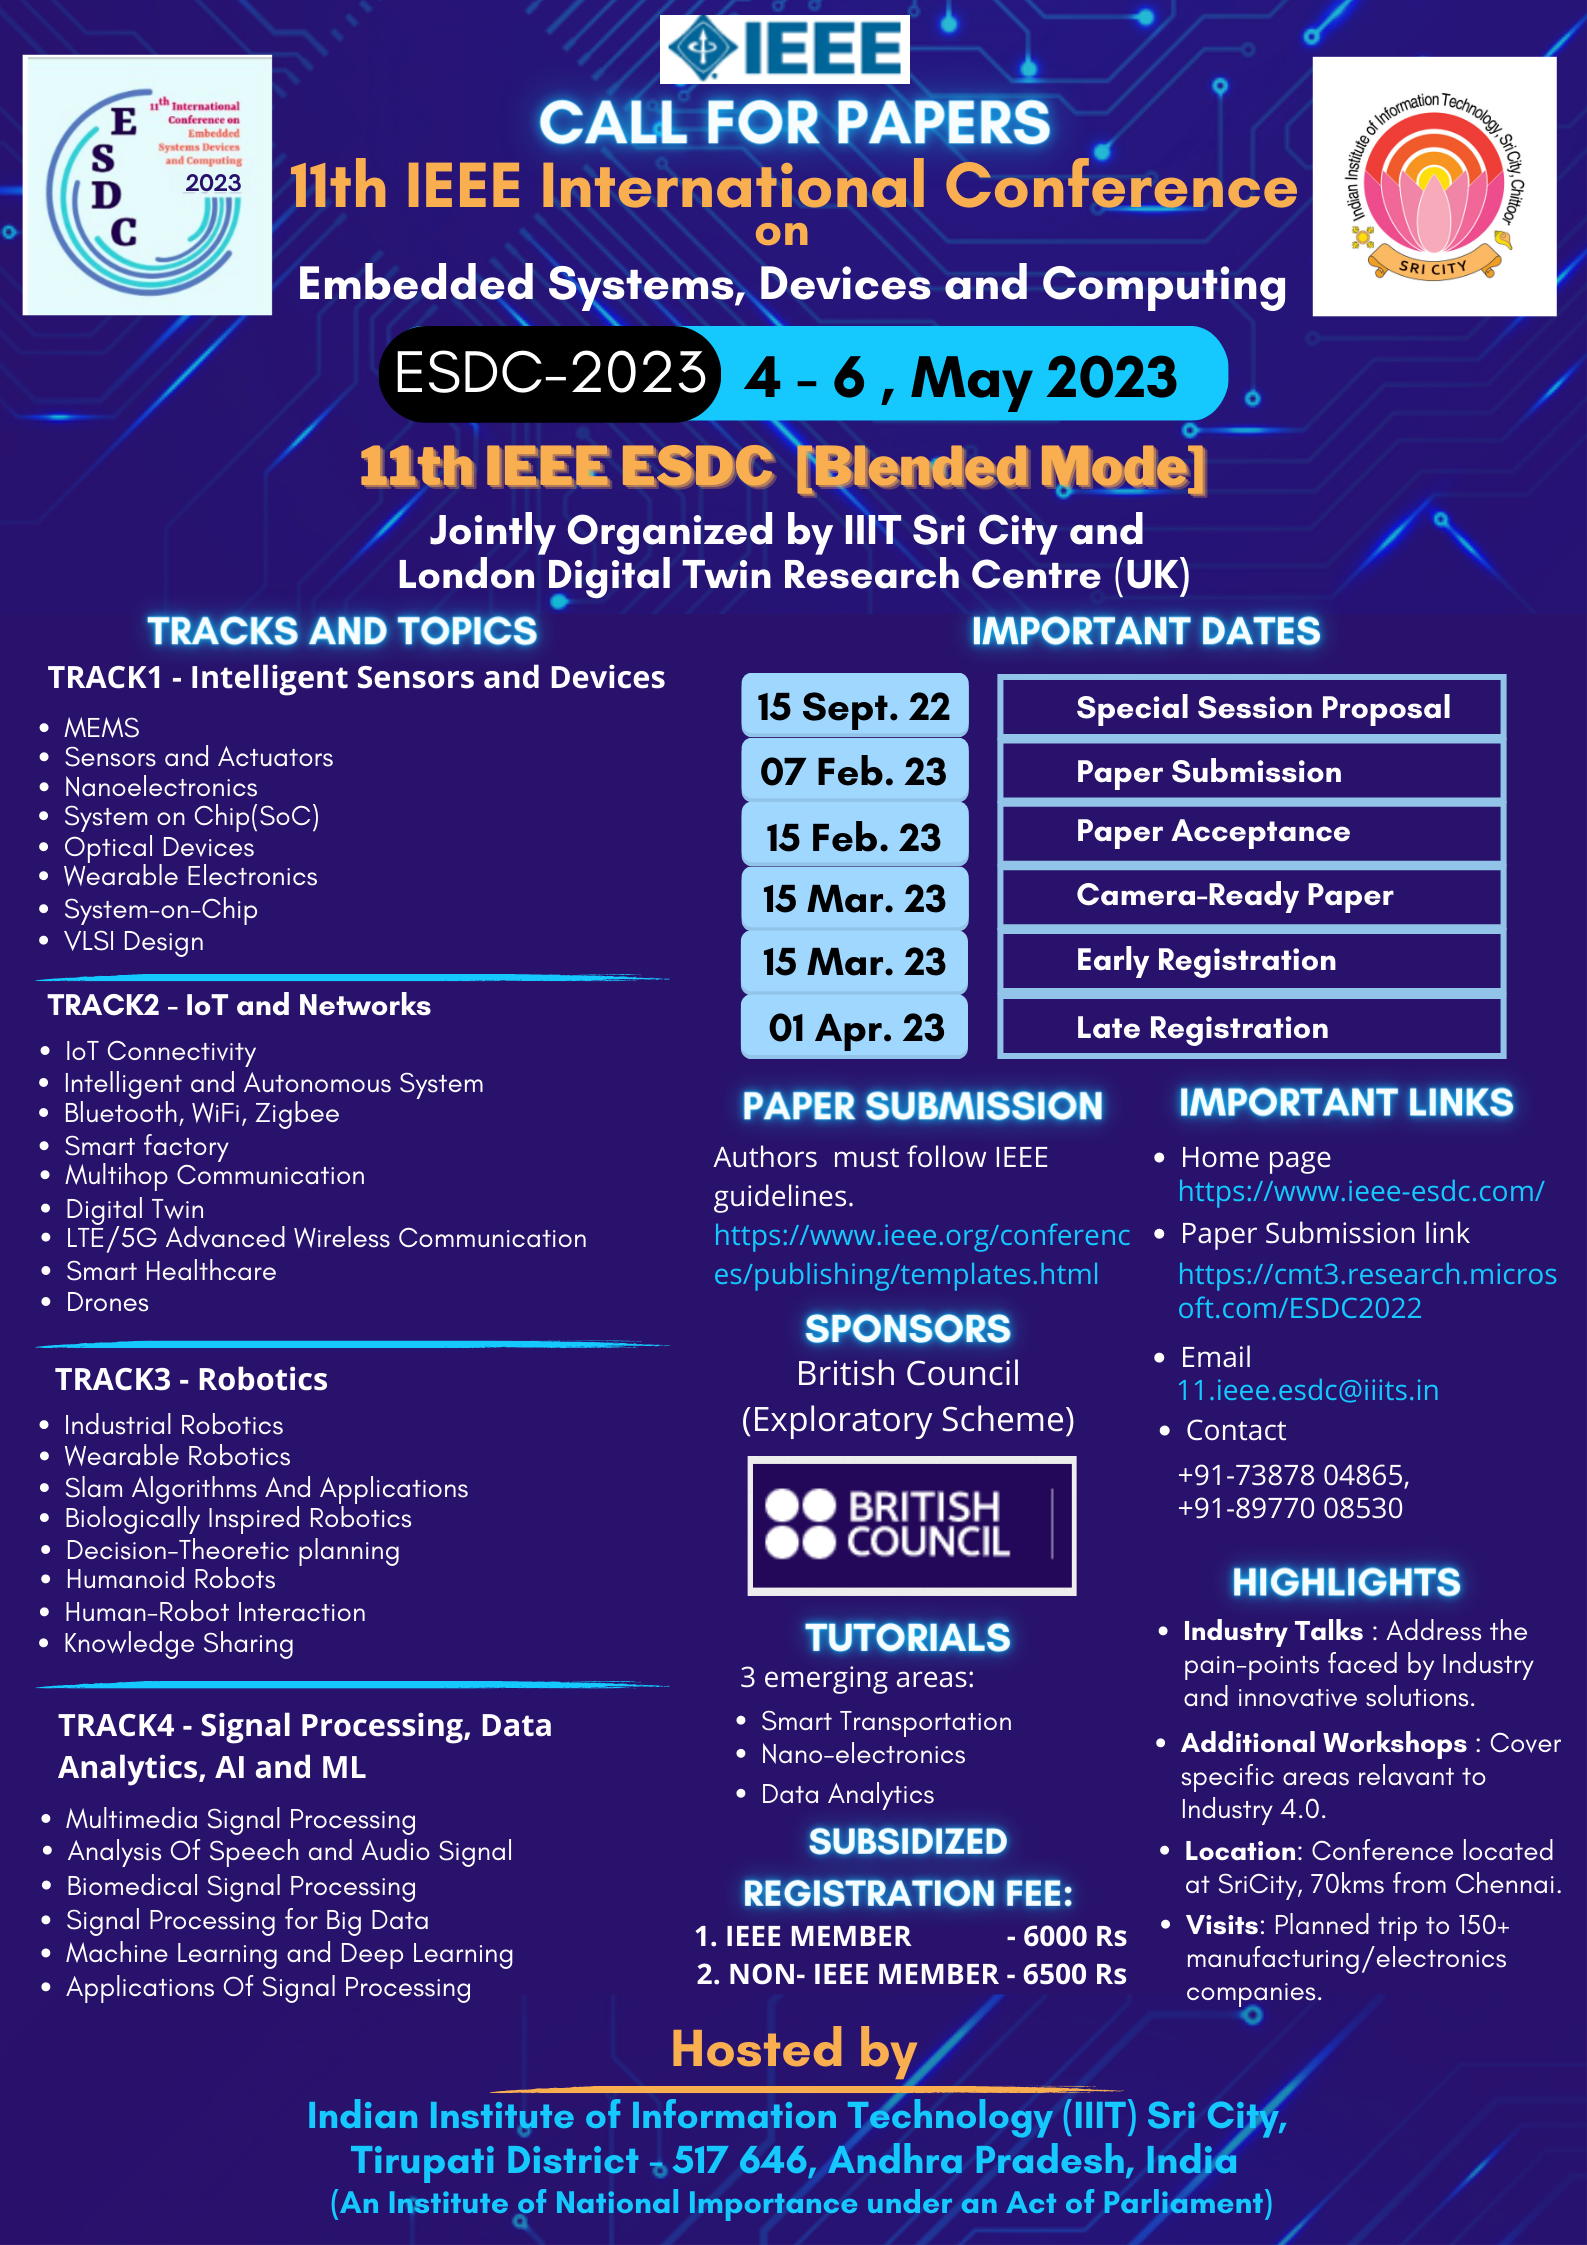 IEEE
CALL FOR PAPERS
11th IEEE International Conference
on
Embedded Systems, Devices and Computing
E
S
D
C
11th International
Conference on
Embedded
Systems Devices
and Computing
2023
Indian Institute of Information Technology, Sri City, Chittoor
SRI CITY
ESDC-2023 4 - 6 , May 2023
11th IEEE ESDC [Blended Mode]
Jointly Organized by IIIT Sri City and
London Digital Twin Research Centre (UK)
TRACKS AND TOPICS
TRACK1 - Intelligent Sensors and Devices
• MEMS
• Sensors and Actuators
• Nanoelectronics
• System on Chip(SoC)
• Optical Devices
• Wearable Electronics
• System-on-Chip
• VLSI Design
TRACK2 - IoT and Networks
• IoT Connectivity
• Intelligent and Autonomous System
• Bluetooth, WiFi, Zigbee
• Smart factory
• Multihop Communication
• Digital Twin
• LTE/5G Advanced Wireless Communication
• Smart Healthcare
• Drones
TRACK3 - Robotics
• Industrial Robotics
• Wearable Robotics
• Slam Algorithms And Applications
• Biologically Inspired Robotics
• Decision-Theoretic planning
• Humanoid Robots
• Human-Robot Interaction
• Knowledge Sharing
TRACK4 - Signal Processing, Data
Analytics, AI and ML
• Multimedia Signal Processing
• Analysis Of Speech and Audio Signal
• Biomedical Signal Processing
• Signal Processing for Big Data
• Machine Learning and Deep Learning
• Applications Of Signal Processing
IMPORTANT DATES
15 Sept. 22 Special Session Proposal
07 Feb. 23 Paper Submission
15 Feb. 23 Paper Acceptance
15 Mar. 23 Camera-Ready Paper
15 Mar. 23 Early Registration
01 Apr. 23 Late Registration
PAPER SUBMISSION
Authors must follow IEEE
guidelines.
https://www.ieee.org/conferenc
es/publishing/templates.html
SPONSORS
British Council
(Exploratory Scheme)
BRITISH
COUNCIL
TUTORIALS
3 emerging areas:
• Smart Transportation
• Nano-electronics
• Data Analytics
SUBSIDIZED
REGISTRATION FEE:
1. IEEE MEMBER - 6000 Rs
2. NON- IEEE MEMBER - 6500 Rs
IMPORTANT LINKS
• Home page
https://www.ieee-esdc.com/
• Paper Submission link
https://cmt3.research.micros
oft.com/ESDC2022
• Email
11.ieee.esdc@iiits.in
• Contact
+91-73878 04865,
+91-89770 08530
HIGHLIGHTS
• Industry Talks : Address the
pain-points faced by Industry
and innovative solutions.
• Additional Workshops : Cover
specific areas relavant to
Industry 4.0.
• Location: Conference located
at SriCity, 70kms from Chennai.
• Visits: Planned trip to 150+
manufacturing/electronics
companies.
Hosted by
Indian Institute of Information Technology (IIIT) Sri City,
Tirupati District - 517 646, Andhra Pradesh, India
(An Institute of National Importance under an Act of Parliament)